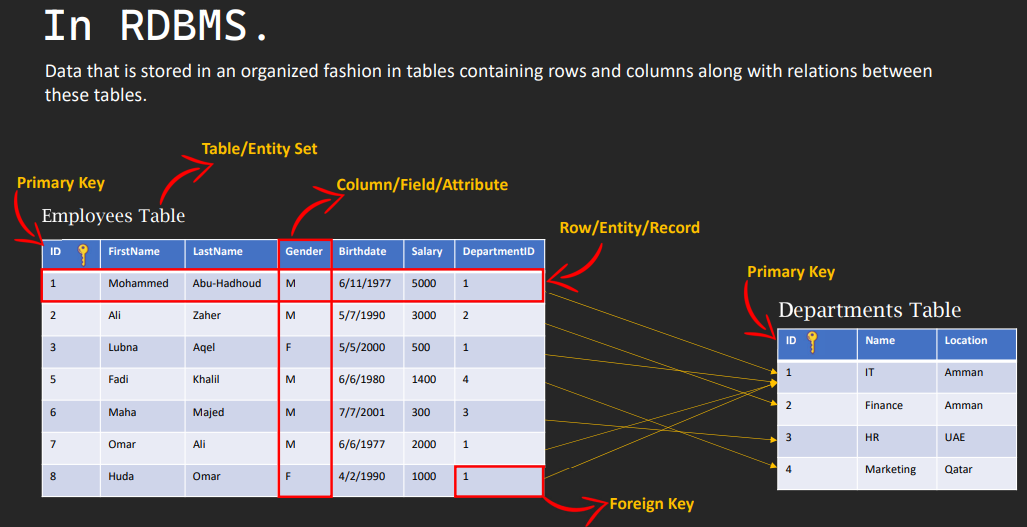 In RDBMS.
Data that is stored in an organized fashion in tables containing rows and columns along with relations between
these tables.
Table/Entity Set
Primary Key
Column/Field/Attribute
Employees Table
Row/Entity/Record
ID FirstName LastName Gender Birthdate Salary DepartmentID
1 Mohammed Abu-Hadhoud M 6/11/1977 5000 1
2 Ali Zaher M 5/7/1990 3000 2
3 Lubna Aqel F 5/5/2000 500 1
5 Fadi Khalil M 6/6/1980 1400 4
6 Maha Majed M 7/7/2001 300 3
7 Omar Ali M 6/6/1977 2000 1
8 Huda Omar F 4/2/1990 1000 1
Foreign Key
Primary Key
Departments Table
ID Name Location
1 IT Amman
2 Finance Amman
3 HR UAE
4 Marketing Qatar